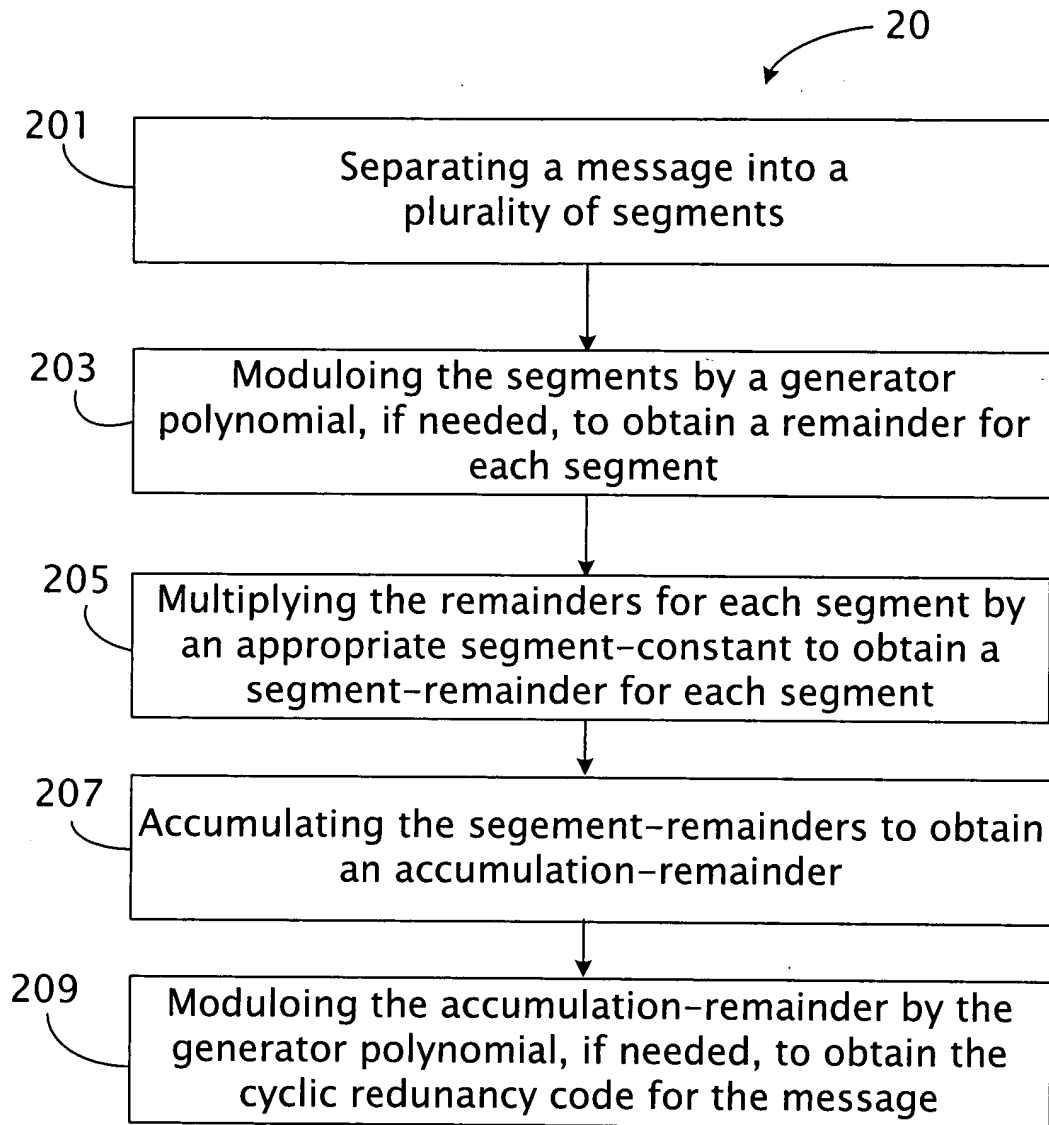 20
201
Separating a message into a
plurality of segments
203
Moduloing the segments by a generator
polynomial, if needed, to obtain a remainder for
each segment
205
Multiplying the remainders for each segment by
an appropriate segment-constant to obtain a
segment-remainder for each segment
207
Accumulating the segement-remainders to obtain
an accumulation-remainder
209
Moduloing the accumulation-remainder by the
generator polynomial, if needed, to obtain the
cyclic redunancy code for the message